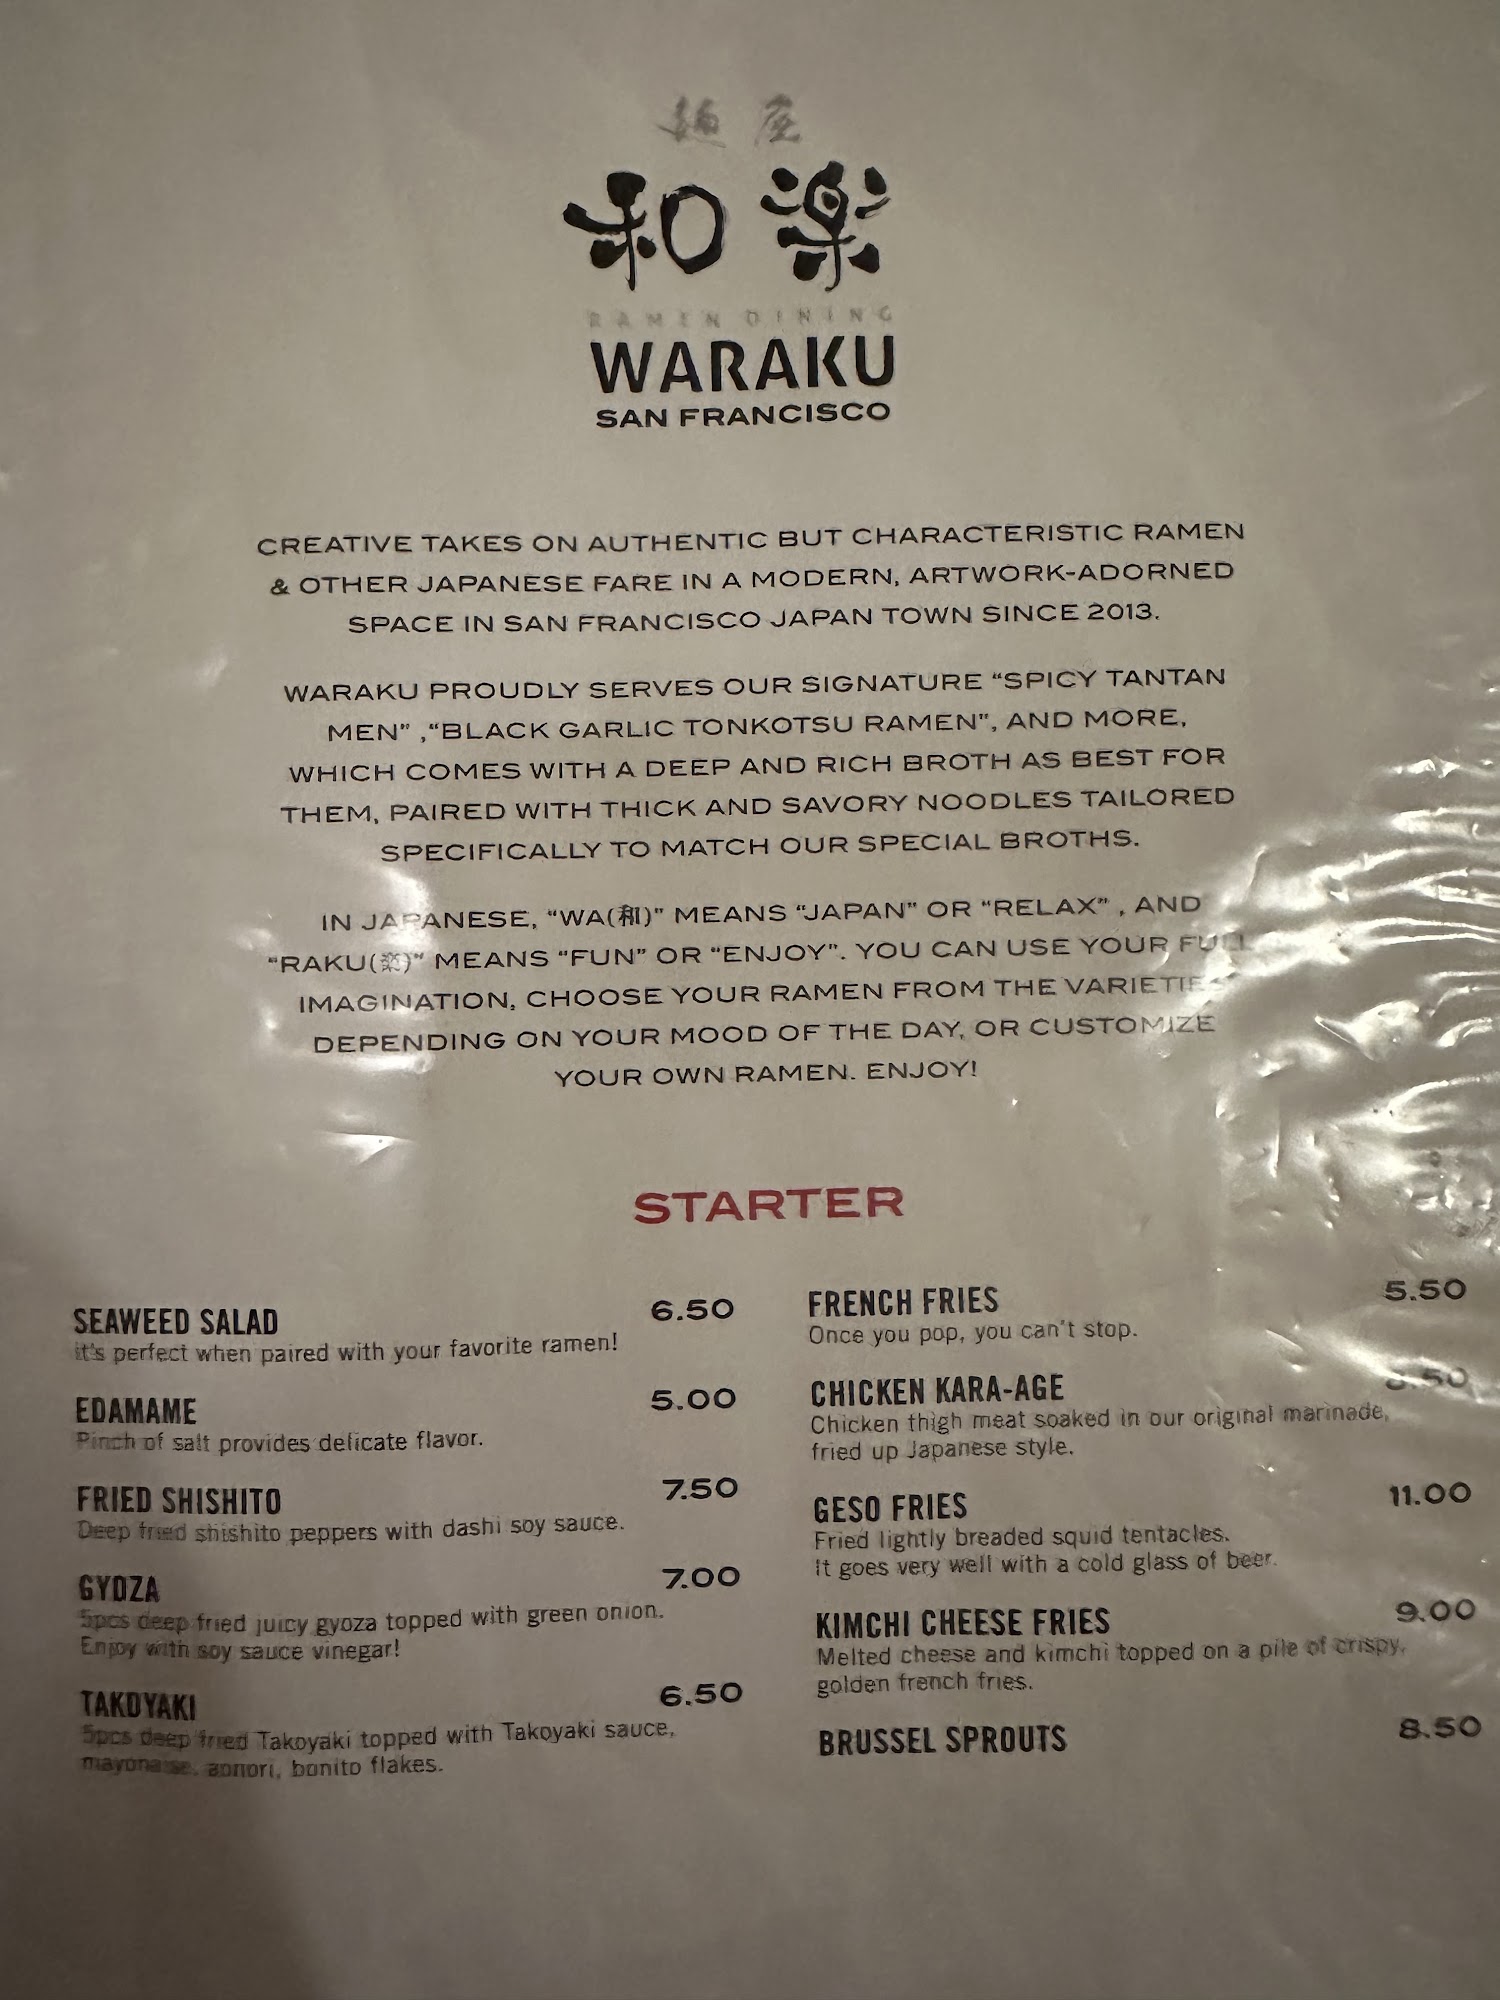 麺屋
和楽
RAMEN DINING
WARAKU
SAN FRANCISCO
CREATIVE TAKES ON AUTHENTIC BUT CHARACTERISTIC RAMEN
& OTHER JAPANESE FARE IN A MODERN, ARTWORK-ADORNED
SPACE IN SAN FRANCISCO JAPAN TOWN SINCE 2013.
WARAKU PROUDLY SERVES OUR SIGNATURE "SPICY TANTAN
MEN" ,"BLACK GARLIC TONKOTSU RAMEN", AND MORE,
WHICH COMES WITH A DEEP AND RICH BROTH AS BEST FOR
THEM, PAIRED WITH THICK AND SAVORY NOODLES TAILORED
SPECIFICALLY TO MATCH OUR SPECIAL BROTHS.
IN JAPANESE, "WA(和)" MEANS "JAPAN" OR "RELAX" , AND
"RAKU(楽)" MEANS "FUN" OR "ENJOY". YOU CAN USE YOUR FULL
IMAGINATION, CHOOSE YOUR RAMEN FROM THE VARIETIES
DEPENDING ON YOUR MOOD OF THE DAY, OR CUSTOMIZE
YOUR OWN RAMEN. ENJOY!
STARTER
SEAWEED SALAD 6.50
it's perfect when paired with your favorite ramen!
EDAMAME 5.00
Pinch of salt provides delicate flavor.
FRIED SHISHITO 7.50
Deep fried shishito peppers with dashi soy sauce.
GYOZA 7.00
5pcs deep fried juicy gyoza topped with green onion.
Enjoy with soy sauce vinegar!
TAKOYAKI 6.50
5pcs deep fried Takoyaki topped with Takoyaki sauce,
mayonaise, aonori, bonito flakes.
FRENCH FRIES 5.50
Once you pop, you can't stop.
CHICKEN KARA-AGE
Chicken thigh meat soaked in our original marinade,
fried up Japanese style.
GESO FRIES 11.00
Fried lightly breaded squid tentacles.
It goes very well with a cold glass of beer.
KIMCHI CHEESE FRIES 9.00
Melted cheese and kimchi topped on a pile of crispy,
golden french fries.
BRUSSEL SPROUTS 8.50